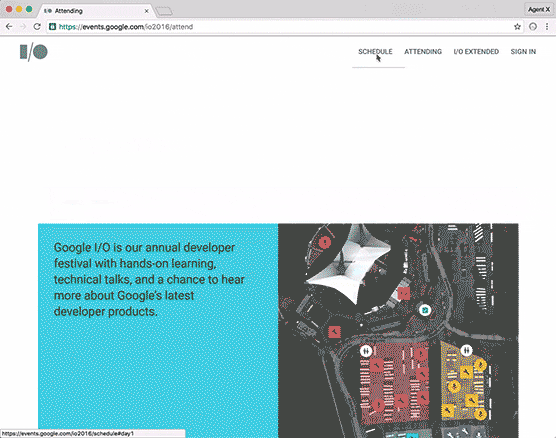 Attending
Agent X
https://events.google.com/io2016/attend
I/O
SCHEDULE ATTENDING I/O EXTENDED SIGN IN
Google I/O is our annual developer
festival with hands-on learning,
technical talks, and a chance to hear
more about Google's latest
developer products.
https://events.google.com/io2016/schedule#day1